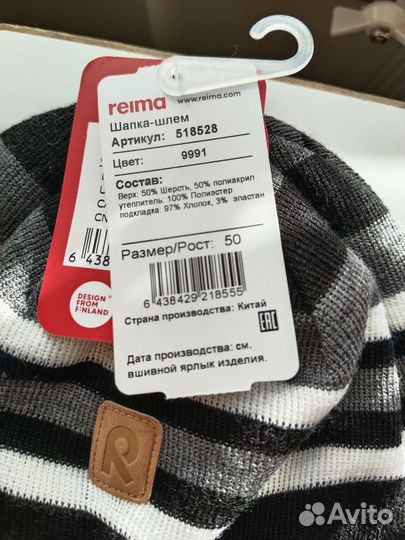 reima
www.reima.com
Шапка-шлем
Артикул: 518528
Цвет: 9991
Состав:
Верх: 50% Шерсть, 50% полиакрил
утеплитель: 100% Полиэстер
подкладка: 97% Хлопок, 3% эластан
Размер/Рост: 50
6 438429 218555
Страна производства: Китай
EAC
Дата производства: см.
вшивной ярлык изделия.
6 438
DESIGN
FROM
FINLAND
Avito